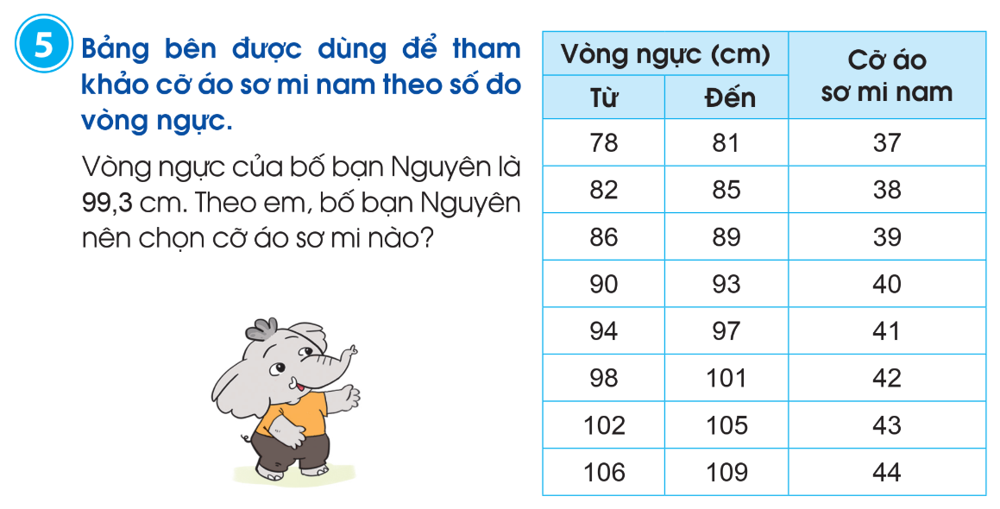 5
Bảng bên được dùng để tham
khảo cỡ áo sơ mi nam theo số đo
vòng ngực.
Vòng ngực của bố bạn Nguyên là
99,3 cm. Theo em, bố bạn Nguyên
nên chọn cỡ áo sơ mi nào?
Vòng ngực (cm)
Cỡ áo
sơ mi nam
Từ Đến
78 81 37
82 85 38
86 89 39
90 93 40
94 97 41
98 101 42
102 105 43
106 109 44